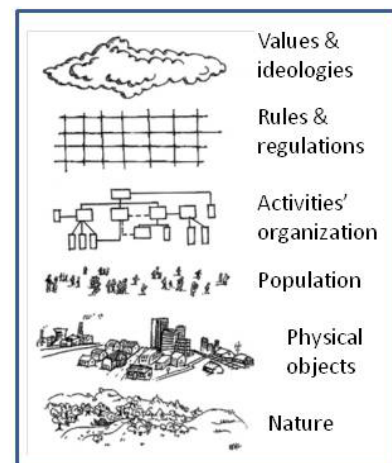 Values &
ideologies
Rules &
regulations
Activities'
organization
Population
Physical
objects
Nature